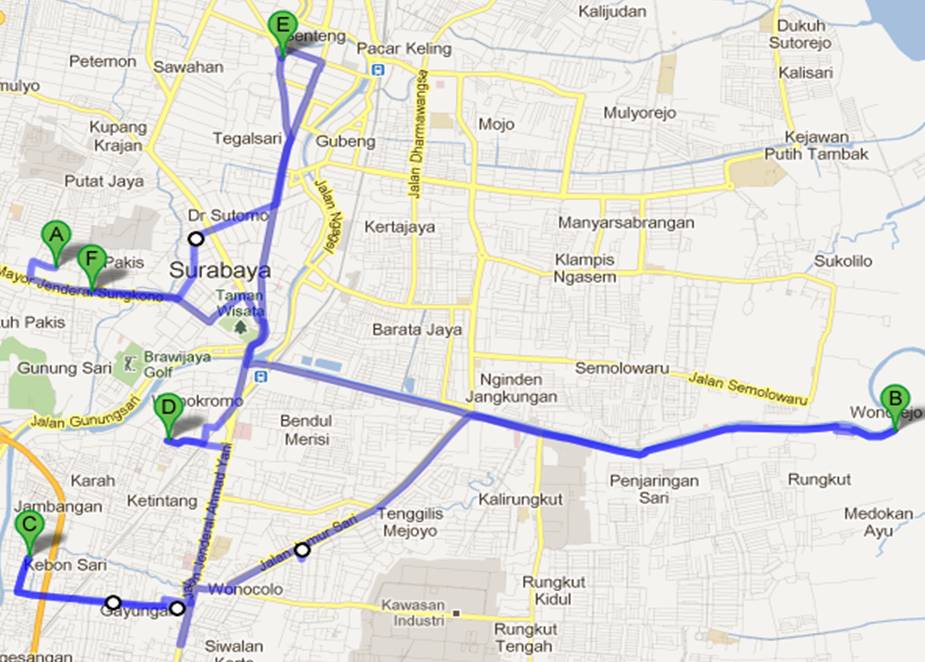 Kalijudan
E
Genteng
Dukuh
Sutorejo
Pacar Keling
Petemon
Sawahan
Kalisari
mulyo
Jalan Dharmawangsa
Mulyorejo
Kupang
Krajan
Tegalsari
Gubeng
Mojo
Kejawan
Putih Tambak
Putat Jaya
Jalan Ngagel
Dr Sutomo
Kertajaya
Manyarsabrangan
A
F
Pakis
Surabaya
Klampis
Ngasem
Sukolilo
Mayor Jenderal Sungkono
Taman
Wisata
uh Pakis
Barata Jaya
Gunung Sari
Brawijaya
Golf
Semolowaru
Nginden
Jangkungan
Jalan Semolowaru
B
D
Wonokromo
Wonorejo
Jalan Gunungsari
Bendul
Merisi
Jalan Jenderal Ahmad Yani
Karah
Penjaringan
Sari
Rungkut
Ketintang
Kalirungkut
Jambangan
C
Tenggilis
Mejoyo
Medokan
Ayu
Jalan Jemur Sari
Kebon Sari
Wonocolo
Rungkut
Kidul
Gayungan
Kawasan
Industri
Rungkut
Tengah
Siwalan
Kerto
gesangan